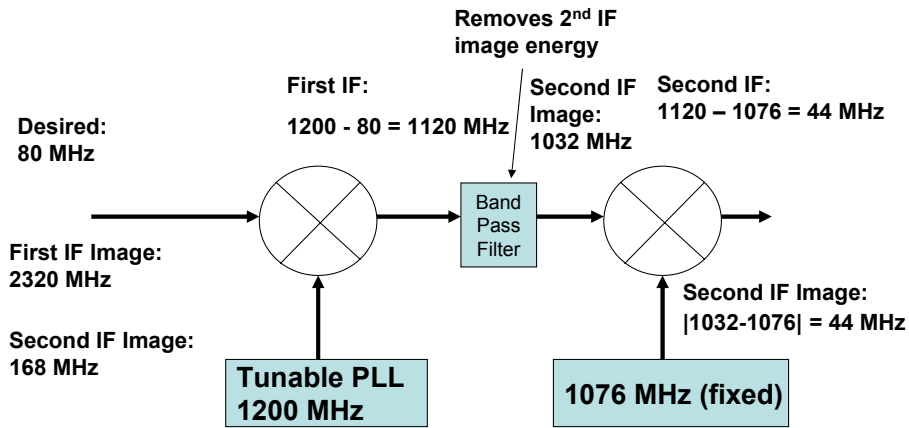 Removes 2nd IF
image energy
First IF:
1200 - 80 = 1120 MHz
Second IF
Image:
1032 MHz
Second IF:
1120 – 1076 = 44 MHz
Desired:
80 MHz
Band
Pass
Filter
First IF Image:
2320 MHz
Second IF Image:
168 MHz
Second IF Image:
|1032-1076| = 44 MHz
Tunable PLL
1200 MHz
1076 MHz (fixed)